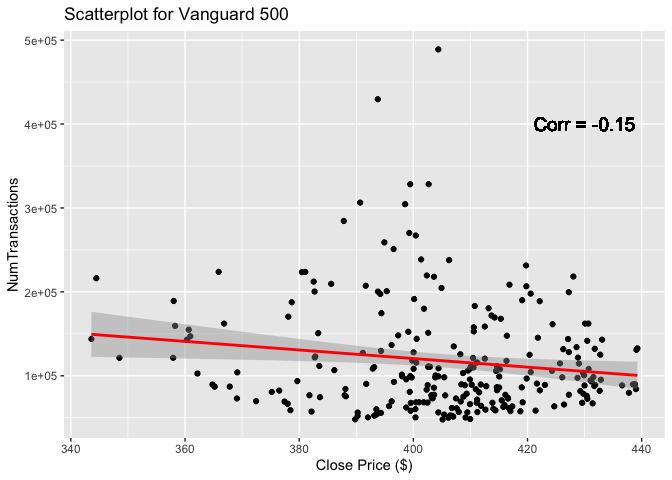 Scatterplot for Vanguard 500
5e+05
4e+05
Corr = -0.15
3e+05
2e+05
1e+05
NumTransactions
340 360 380 400 420 440
Close Price ($)